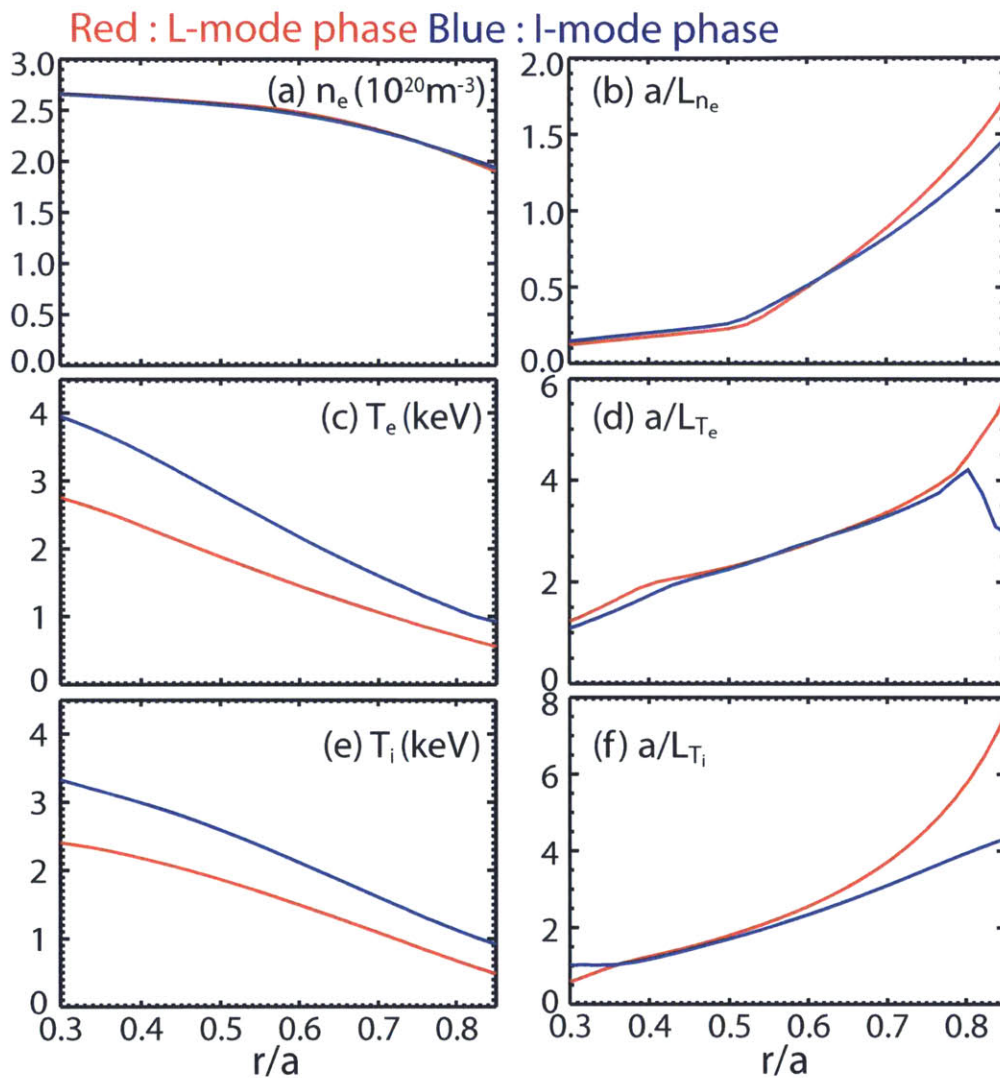 Red : L-mode phase Blue : I-mode phase
(a) nₑ (10²⁰m⁻³)
3.0
2.5
2.0
1.5
1.0
0.5
0.0
(b) a/Lₙₑ
2.0
1.5
1.0
0.5
0.0
(c) Tₑ (keV)
4
3
2
1
0
(d) a/L_Tₑ
6
4
2
0
(e) Tᵢ (keV)
4
3
2
1
0
0.3 0.4 0.5 0.6 0.7 0.8
r/a
(f) a/L_Tᵢ
8
6
4
2
0
0.3 0.4 0.5 0.6 0.7 0.8
r/a